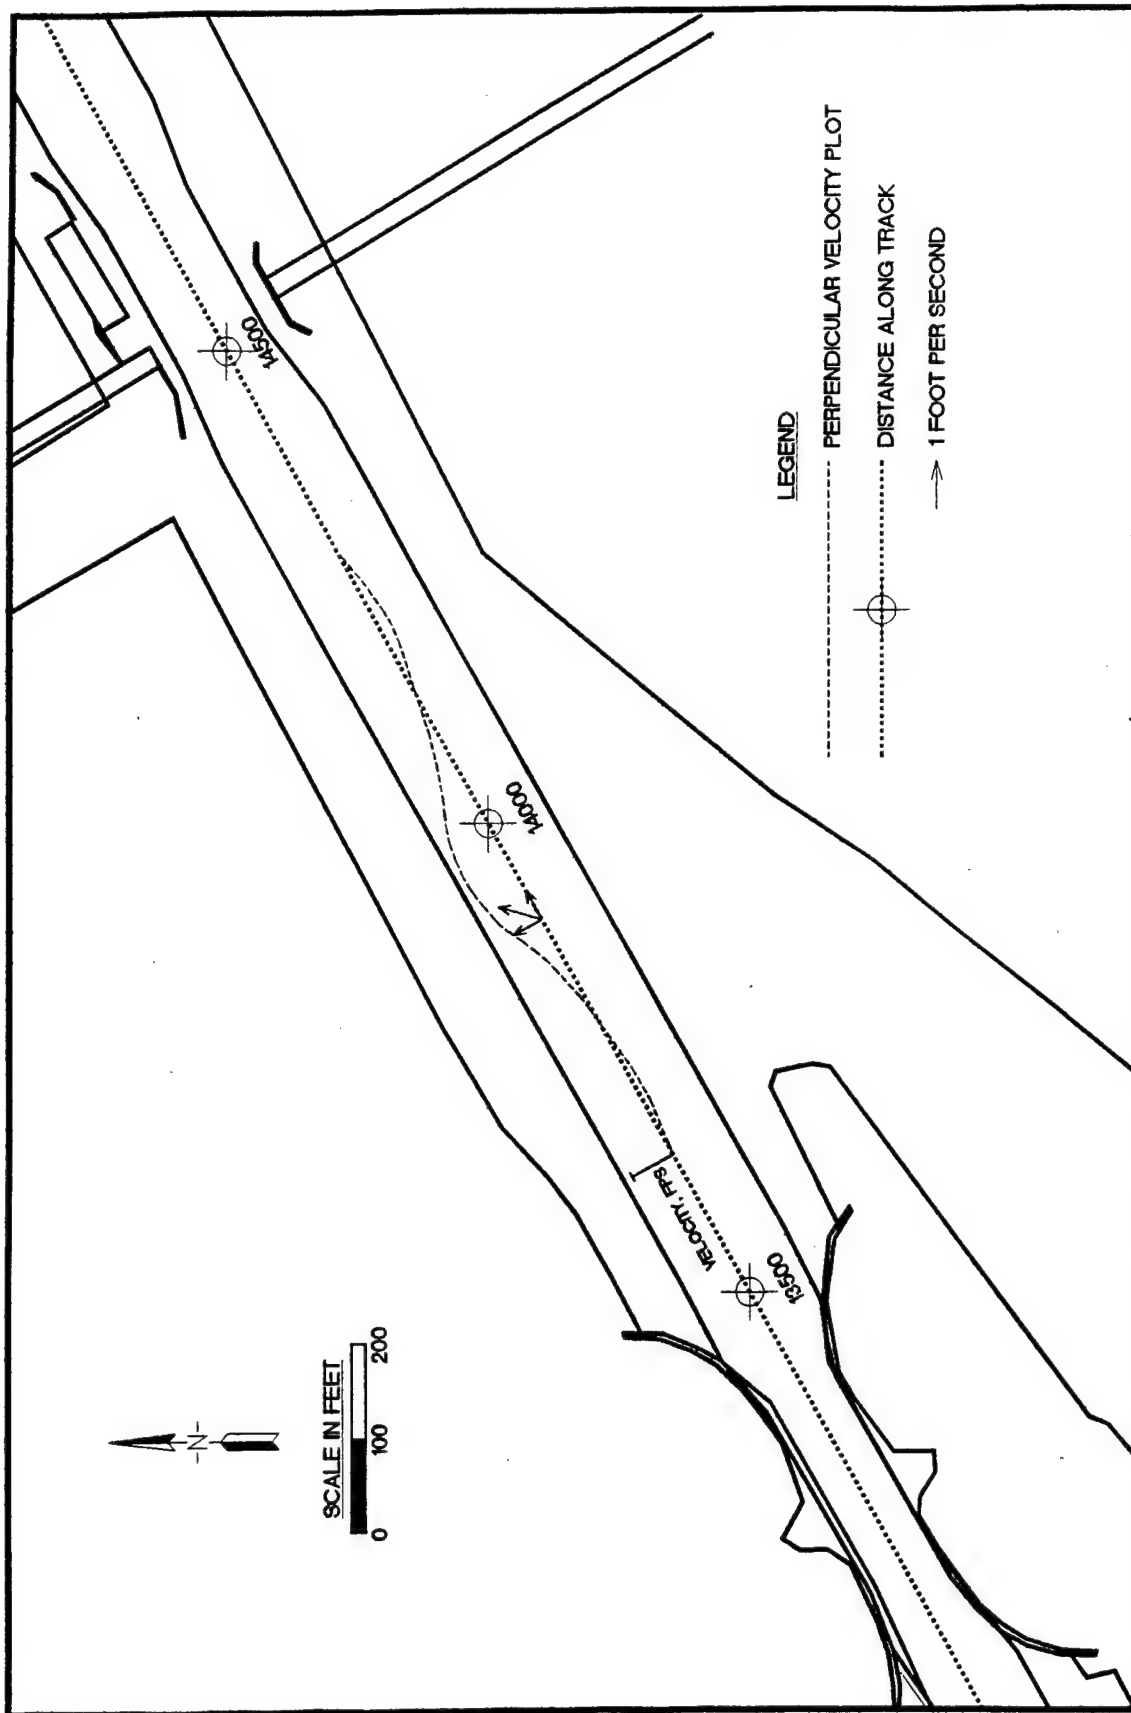 -N-
SCALE IN FEET
0 100 200
14500
14000
VELOCITY, FPS
13500
LEGEND
PERPENDICULAR VELOCITY PLOT
DISTANCE ALONG TRACK
1 FOOT PER SECOND